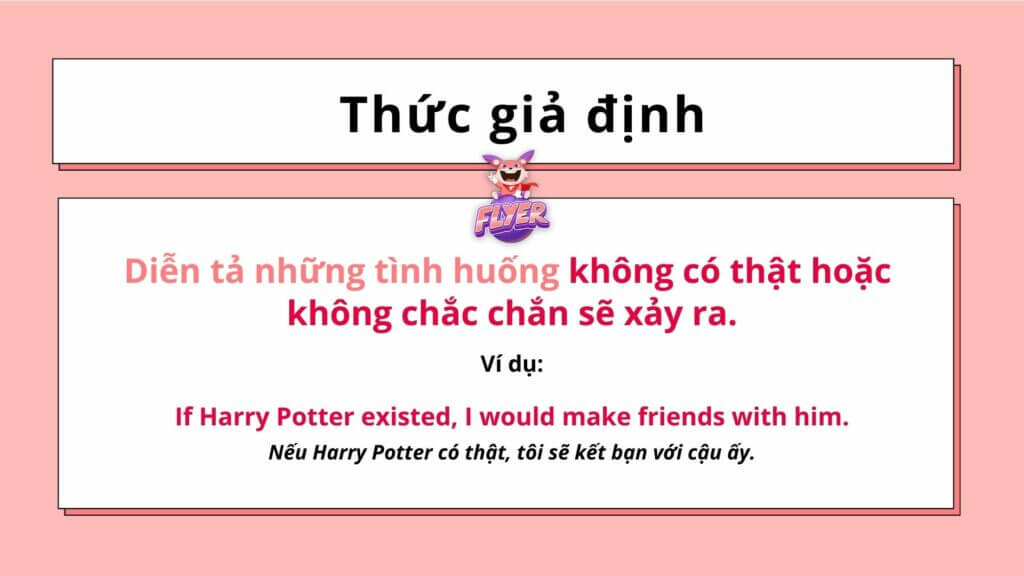 Thức giả định
FLYER
Diễn tả những tình huống không có thật hoặc
không chắc chắn sẽ xảy ra.
Ví dụ:
If Harry Potter existed, I would make friends with him.
Nếu Harry Potter có thật, tôi sẽ kết bạn với cậu ấy.